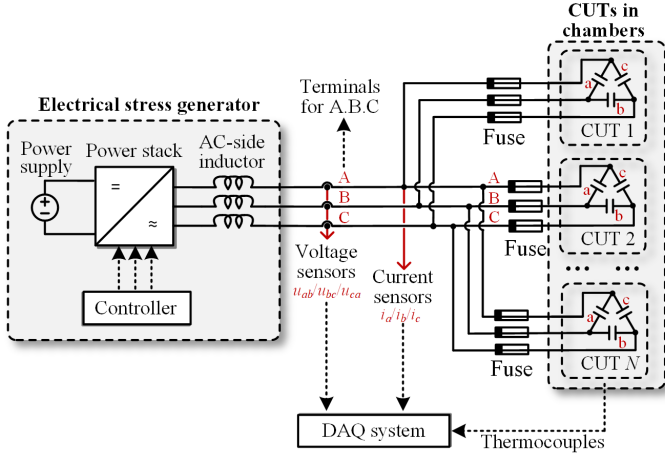 CUTs in
chambers
Electrical stress generator
Power
supply
Power stack
AC-side
inductor
=
≈
Controller
Terminals
for A.B.C
A
B
C
Voltage
sensors
u_ab/u_bc/u_ca
Current
sensors
i_a/i_b/i_c
A
B
C
Fuse
a
c
b
CUT 1
Fuse
a
c
b
CUT 2
... ...
Fuse
a
c
b
CUT N
DAQ system
Thermocouples